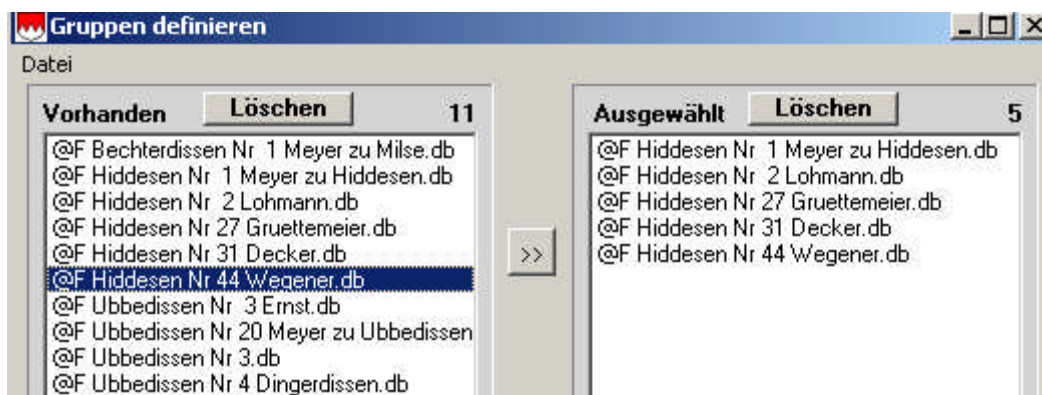 Gruppen definieren
Datei
Vorhanden Löschen 11
@F Bechterdissen Nr 1 Meyer zu Milse.db
@F Hiddesen Nr 1 Meyer zu Hiddesen.db
@F Hiddesen Nr 2 Lohmann.db
@F Hiddesen Nr 27 Gruettemeier.db
@F Hiddesen Nr 31 Decker.db
@F Hiddesen Nr 44 Wegener.db
@F Ubbedissen Nr 3 Ernst.db
@F Ubbedissen Nr 20 Meyer zu Ubbedissen
@F Ubbedissen Nr 3.db
@F Ubbedissen Nr 4 Dingerdissen.db
>>
Ausgewählt Löschen 5
@F Hiddesen Nr 1 Meyer zu Hiddesen.db
@F Hiddesen Nr 2 Lohmann.db
@F Hiddesen Nr 27 Gruettemeier.db
@F Hiddesen Nr 31 Decker.db
@F Hiddesen Nr 44 Wegener.db